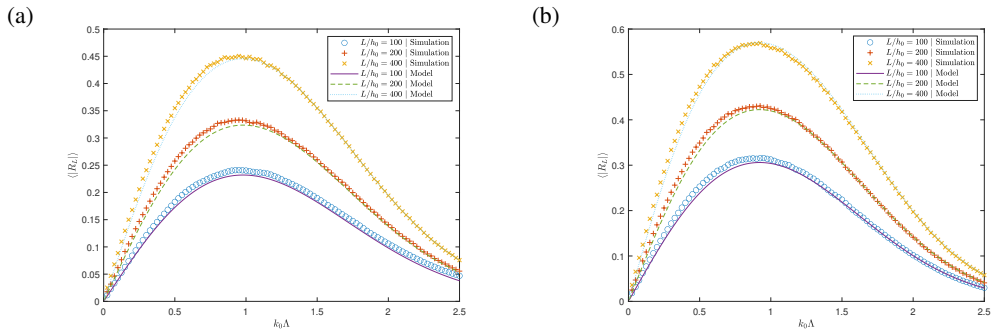 (a)
0.5
0.45
0.4
0.35
0.3
0.25
0.2
0.15
0.1
0.05
0
⟨|R_L|⟩
0 0.5 1 1.5 2 2.5
k_0Λ
L/h_0 = 100 | Simulation
L/h_0 = 200 | Simulation
L/h_0 = 400 | Simulation
L/h_0 = 100 | Model
L/h_0 = 200 | Model
L/h_0 = 400 | Model
(b)
0.6
0.5
0.4
0.3
0.2
0.1
0
⟨|R_L|⟩
0 0.5 1 1.5 2 2.5
k_0Λ
L/h_0 = 100 | Simulation
L/h_0 = 200 | Simulation
L/h_0 = 400 | Simulation
L/h_0 = 100 | Model
L/h_0 = 200 | Model
L/h_0 = 400 | Model